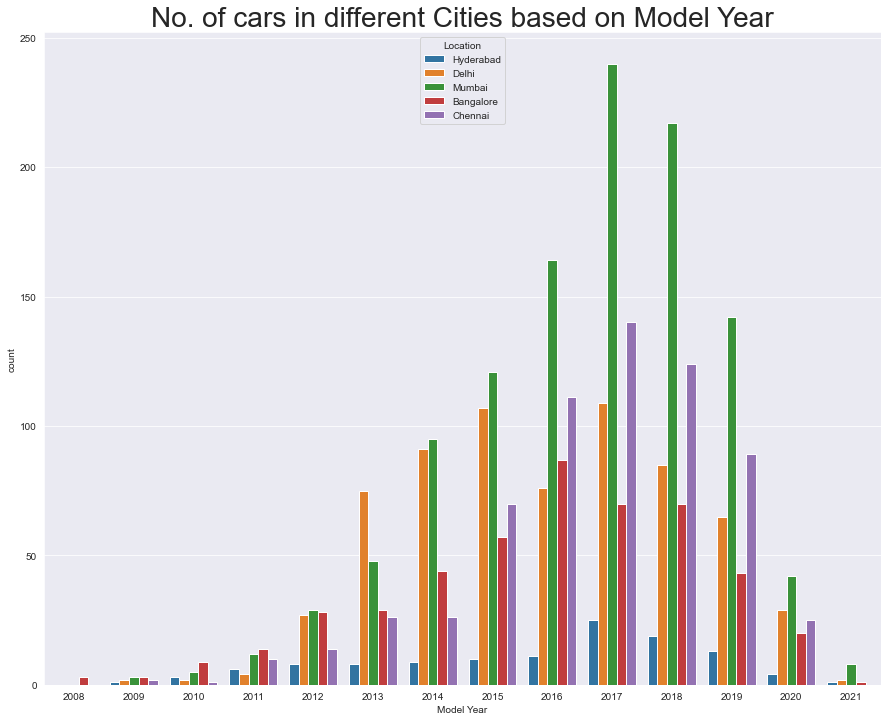 No. of cars in different Cities based on Model Year
Location
Hyderabad
Delhi
Mumbai
Bangalore
Chennai
250
200
150
100
50
0
count
2008 2009 2010 2011 2012 2013 2014 2015 2016 2017 2018 2019 2020 2021
Model Year